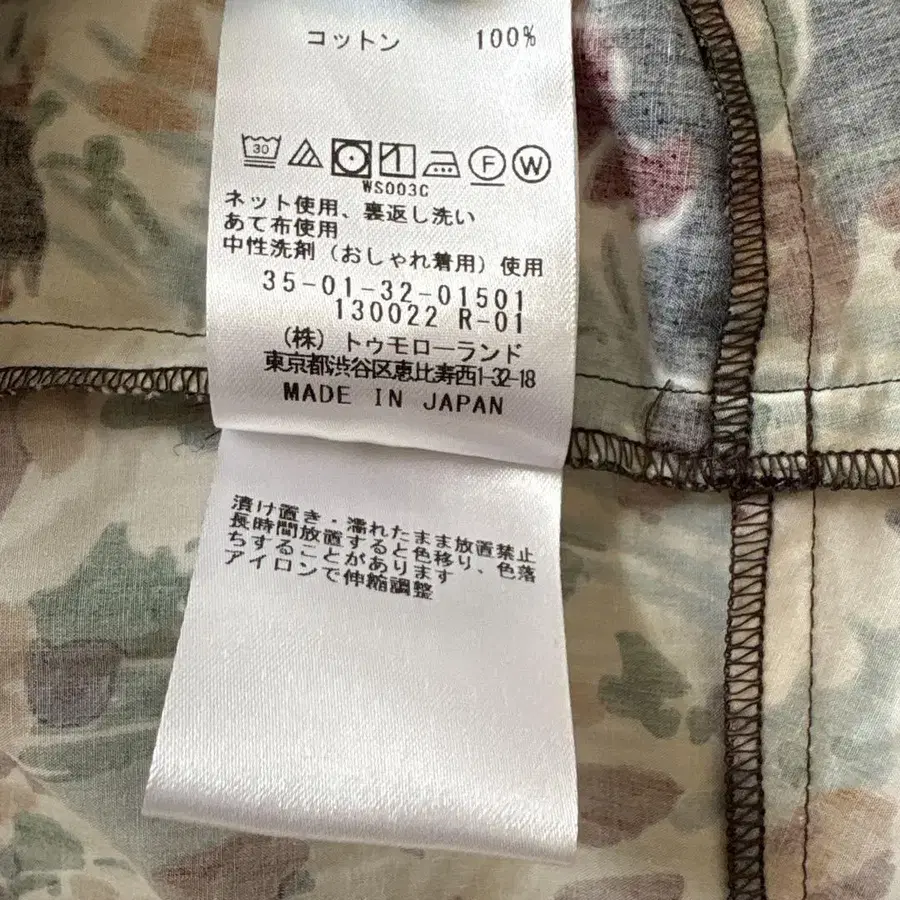 コットン 100%
30 F W
WS003C
ネット使用、裏返し洗い
あて布使用
中性洗剤（おしゃれ着用）使用
35-01-32-01501
130022 R-01
（株）トゥモローランド
東京都渋谷区恵比寿西1-32-18
MADE IN JAPAN
漬け置き・濡れたまま放置禁止
長時間放置すると色移り、色落
ちすることがあります
アイロンで伸縮調整